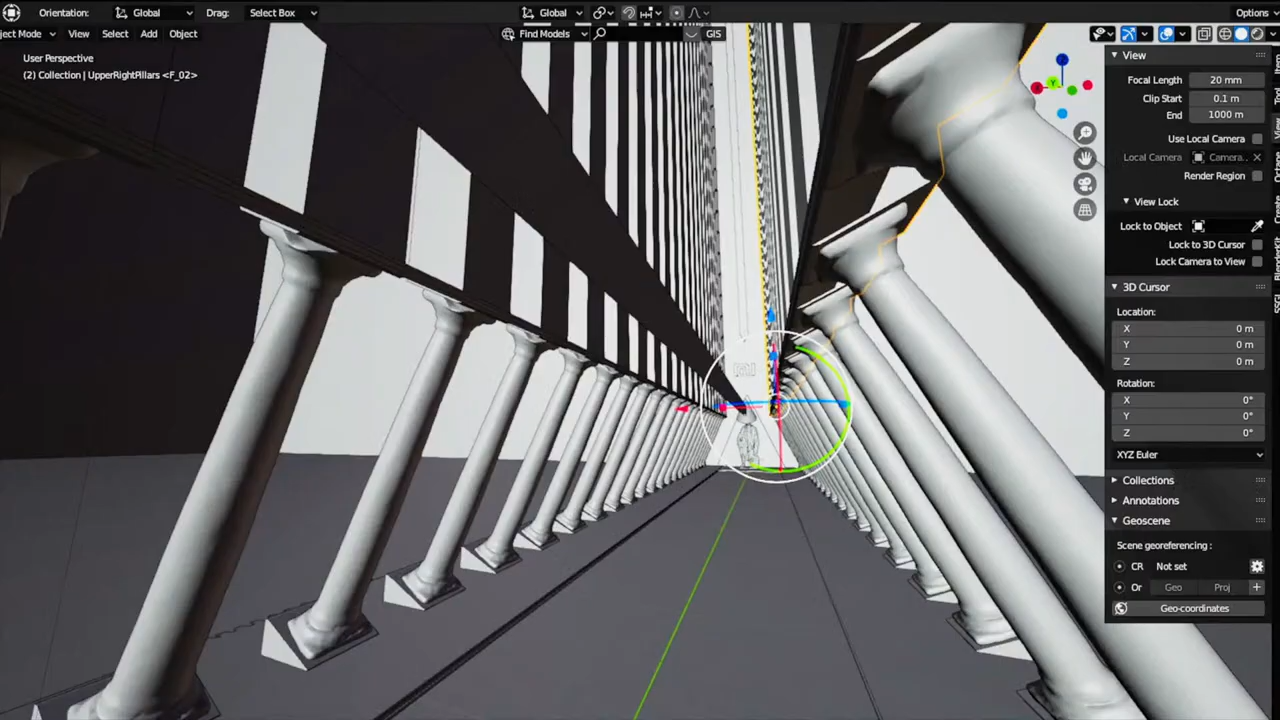 Orientation: Global Drag: Select Box Global Options
ject Mode View Select Add Object Find Models GIS
User Perspective
(2) Collection | UpperRightPillars <F_02>
View
Focal Length 20 mm
Clip Start 0.1 m
End 1000 m
Use Local Camera
Local Camera Camera..
Render Region
View Lock
Lock to Object
Lock to 3D Cursor
Lock Camera to View
3D Cursor
Location:
X 0 m
Y 0 m
Z 0 m
Rotation:
X 0°
Y 0°
Z 0°
XYZ Euler
Collections
Annotations
Geoscene
Scene georeferencing :
CR Not set
Or Geo Proj
Geo-coordinates
Z
Y
X